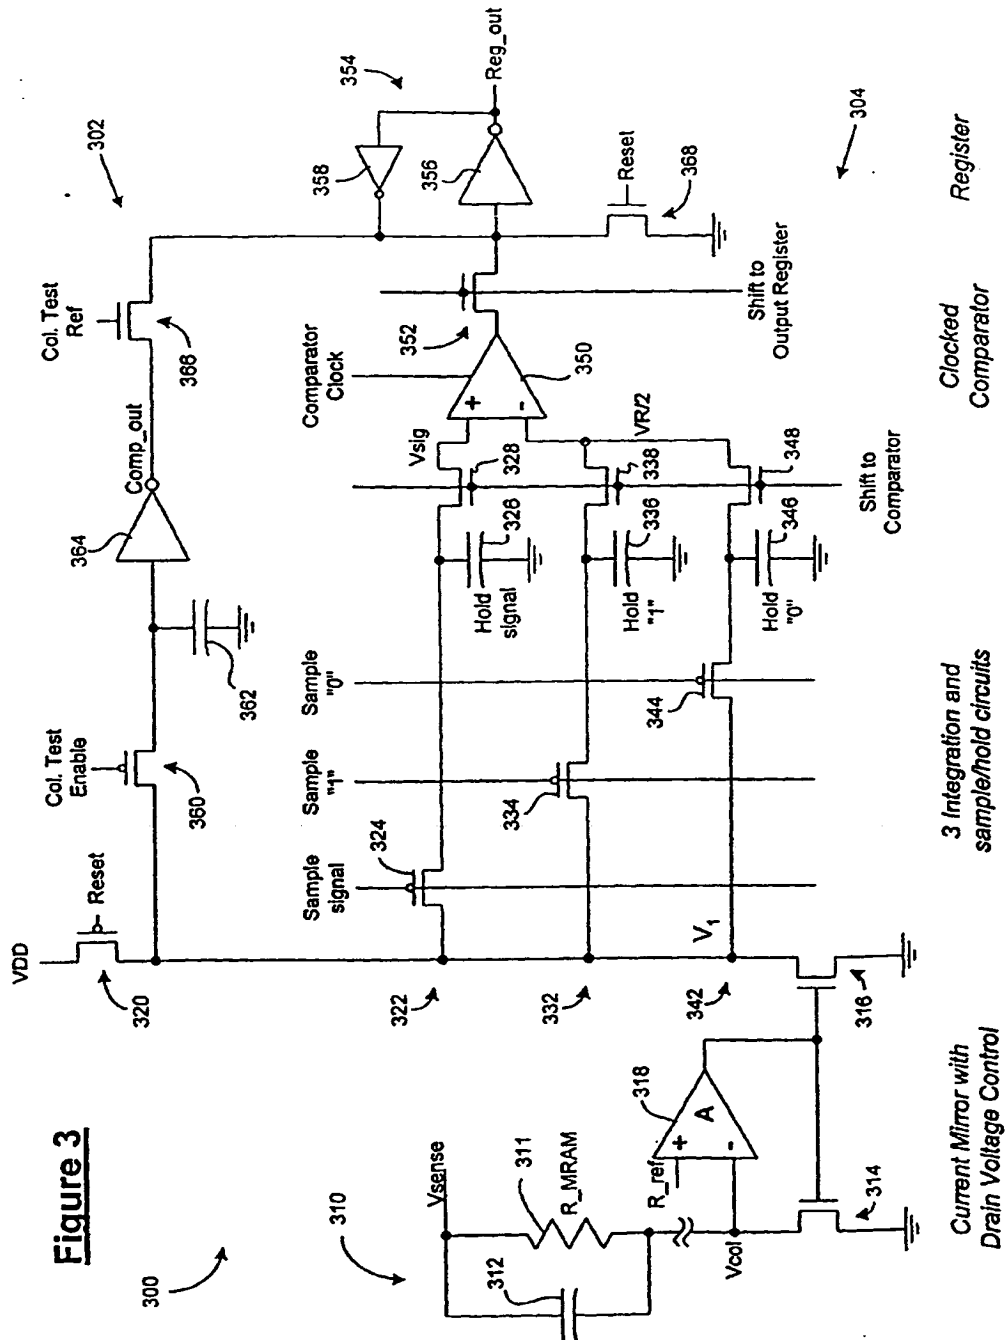 Figure 3
300
302
304
VDD
Reset
320
Col. Test
Enable
360
362
364
Comp_out
Col. Test
Ref
368
358
354
Reg_out
356
Reset
368
Sample
signal
Sample
"1"
Sample
"0"
Comparator
Clock
322
324
Hold
signal
326
328
Vsig
+
-
350
352
Shift to
Output Register
332
334
Hold
"1"
336
338
VR/2
342
V1
344
Hold
"0"
346
348
Shift to
Comparator
310
Vsense
312
311
R_MRAM
R_ref
+
-
A
318
Vcol
314
316
Current Mirror with
Drain Voltage Control
3 Integration and
sample/hold circuits
Clocked
Comparator
Register